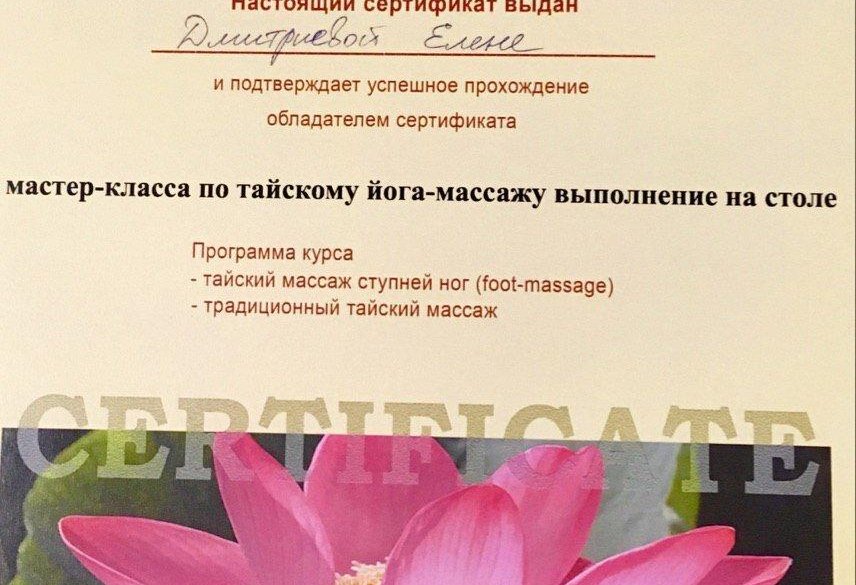 Настоящий сертификат выдан
Дмитриевой Елене
и подтверждает успешное прохождение
обладателем сертификата
мастер-класса по тайскому йога-массажу выполнение на столе
Программа курса
- тайский массаж ступней ног (foot-massage)
- традиционный тайский массаж
CERTIFICATE